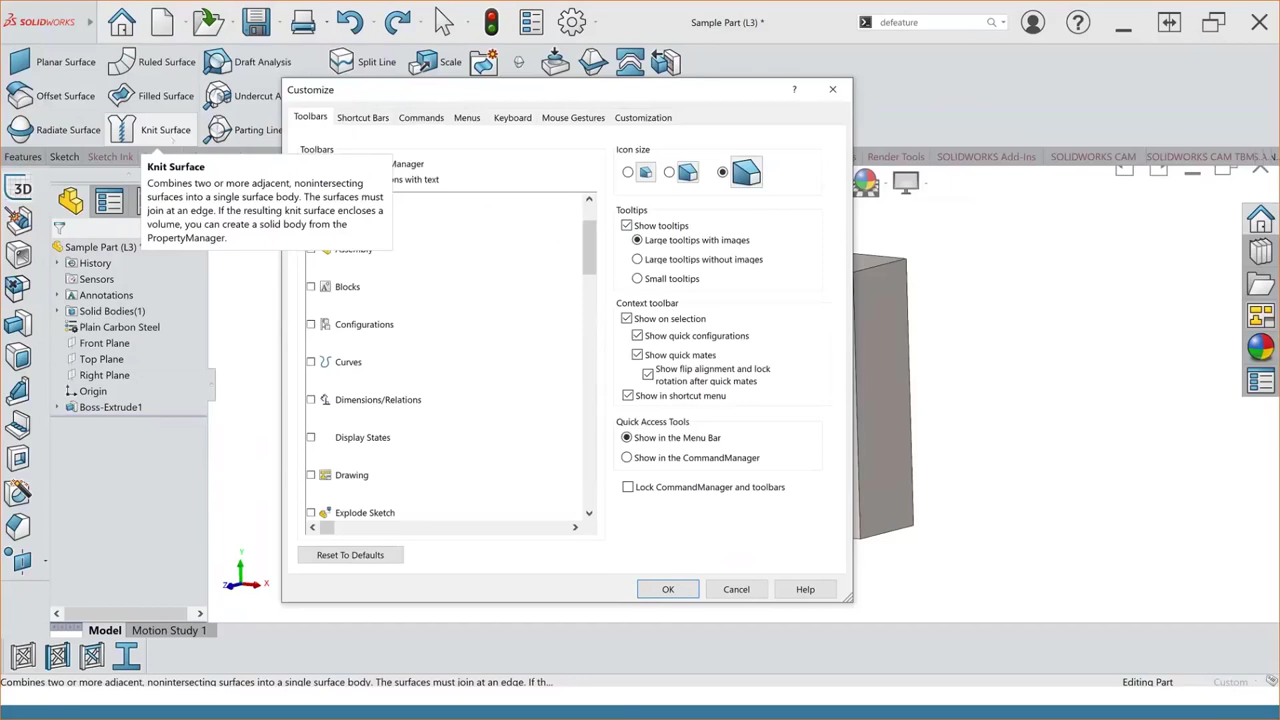 SOLIDWORKS
Sample Part (L3) *
defeature
Planar Surface
Ruled Surface
Draft Analysis
Split Line
Scale
Offset Surface
Filled Surface
Undercut A
Radiate Surface
Knit Surface
Parting Line
Features
Sketch
Sketch Ink
Render Tools
SOLIDWORKS Add-Ins
SOLIDWORKS CAM
SOLIDWORKS CAM TBM
Knit Surface
Combines two or more adjacent, nonintersecting
surfaces into a single surface body. The surfaces must
join at an edge. If the resulting knit surface encloses a
volume, you can create a solid body from the
PropertyManager.
Sample Part (L3)
History
Sensors
Annotations
Solid Bodies(1)
Plain Carbon Steel
Front Plane
Top Plane
Right Plane
Origin
Boss-Extrude1
Customize
Toolbars
Shortcut Bars
Commands
Menus
Keyboard
Mouse Gestures
Customization
Toolbars
Manager
ons with text
Assembly
Blocks
Configurations
Curves
Dimensions/Relations
Display States
Drawing
Explode Sketch
Reset To Defaults
Icon size
Tooltips
Show tooltips
Large tooltips with images
Large tooltips without images
Small tooltips
Context toolbar
Show on selection
Show quick configurations
Show quick mates
Show flip alignment and lock
rotation after quick mates
Show in shortcut menu
Quick Access Tools
Show in the Menu Bar
Show in the CommandManager
Lock CommandManager and toolbars
OK
Cancel
Help
Y
Z
X
Model
Motion Study 1
Combines two or more adjacent, nonintersecting surfaces into a single surface body. The surfaces must join at an edge. If th...
Editing Part
Custom